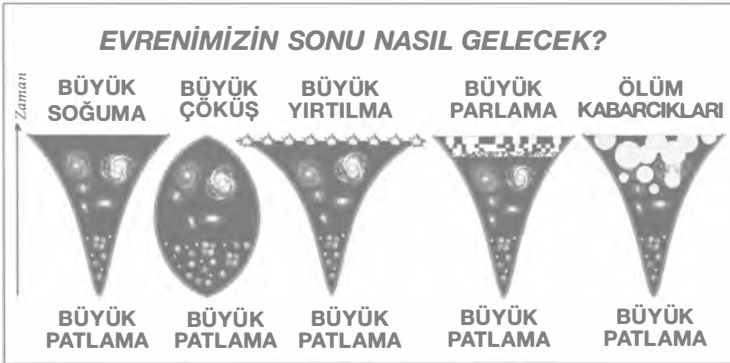 EVRENİMİZİN SONU NASIL GELECEK?
Zaman
BÜYÜK
SOĞUMA
BÜYÜK
ÇÖKÜŞ
BÜYÜK
YIRTILMA
BÜYÜK
PARLAMA
ÖLÜM
KABARCIKLARI
BÜYÜK
PATLAMA
BÜYÜK
PATLAMA
BÜYÜK
PATLAMA
BÜYÜK
PATLAMA
BÜYÜK
PATLAMA